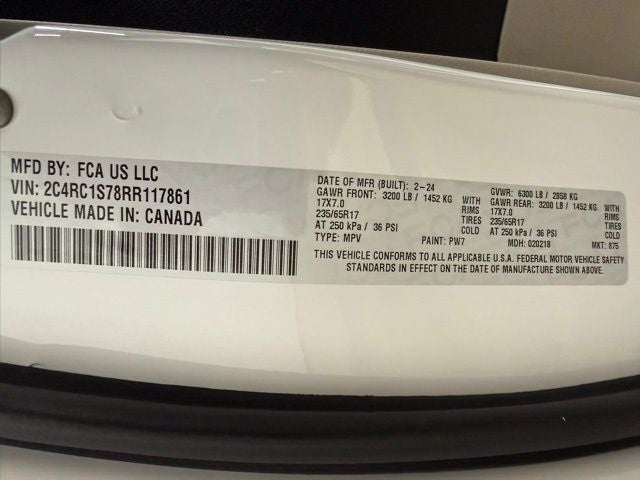 MFD BY: FCA US LLC
VIN: 2C4RC1S78RR117861
VEHICLE MADE IN: CANADA
DATE OF MFR (BUILT): 2-24 GVWR: 6300 LB / 2858 KG
GAWR FRONT: 3200 LB / 1452 KG WITH GAWR REAR: 3200 LB / 1452 KG WITH
17X7.0 RIMS 17X7.0 RIMS
235/65R17 TIRES 235/65R17 TIRES
AT 250 kPa / 36 PSI COLD AT 250 kPa / 36 PSI COLD
TYPE: MPV PAINT: PW7 MDH: 020218 MKT: 875
THIS VEHICLE CONFORMS TO ALL APPLICABLE U.S.A. FEDERAL MOTOR VEHICLE SAFETY
STANDARDS IN EFFECT ON THE DATE OF MANUFACTURE SHOWN ABOVE.